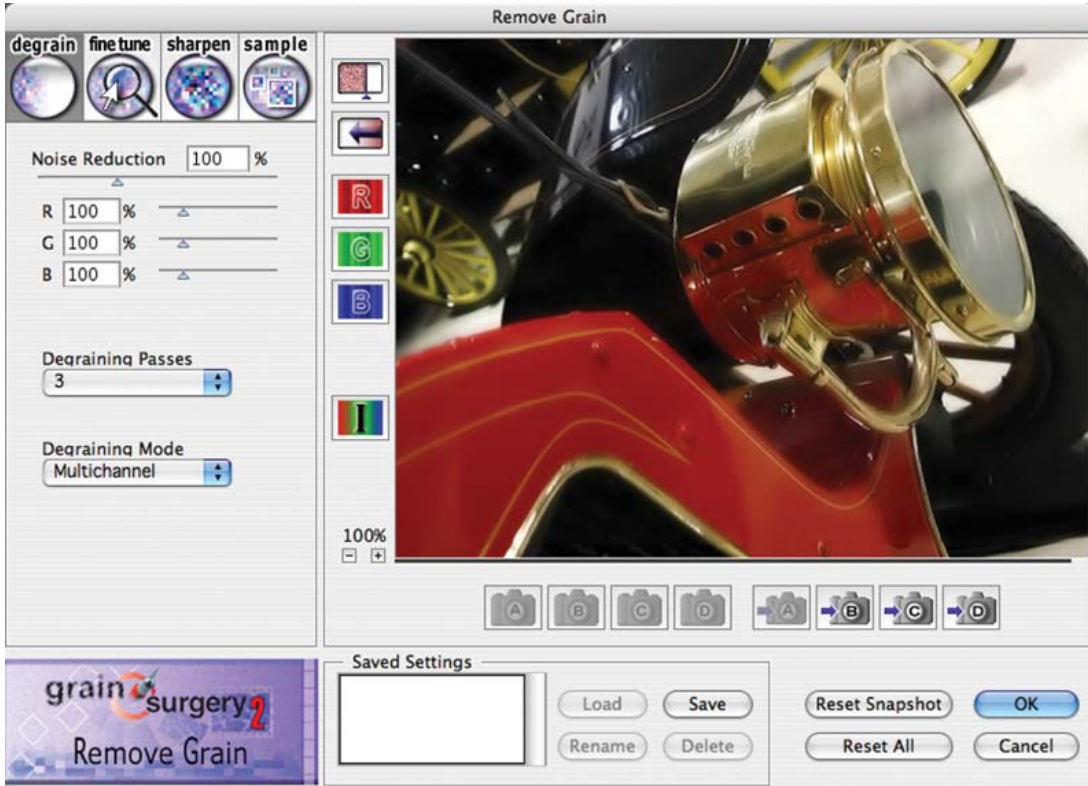 Remove Grain
degrain fine tune sharpen sample
Noise Reduction 100 %
R 100 %
G 100 %
B 100 %
Degraining Passes
3
Degraining Mode
Multichannel
R
G
B
I
100%
A B C D A B C D
Saved Settings
Load Save
Rename Delete
Reset Snapshot OK
Reset All Cancel
grain surgery 2
Remove Grain